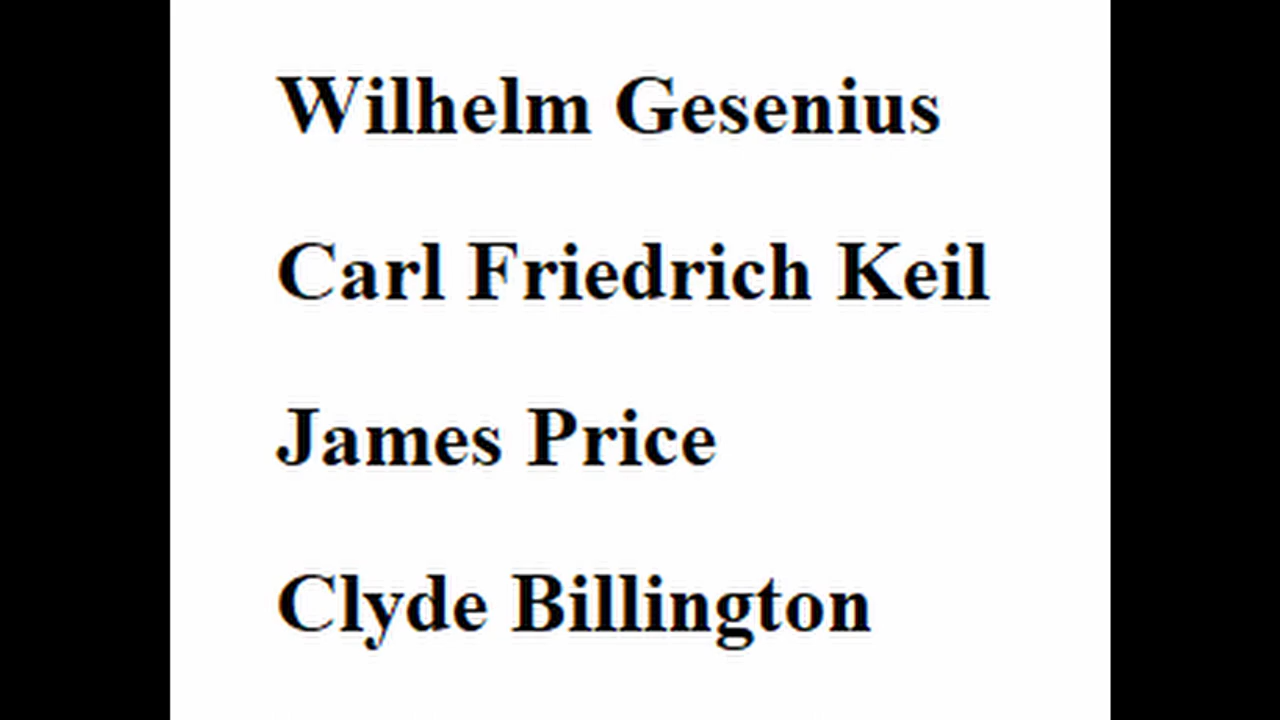 Wilhelm Gesenius
Carl Friedrich Keil
James Price
Clyde Billington